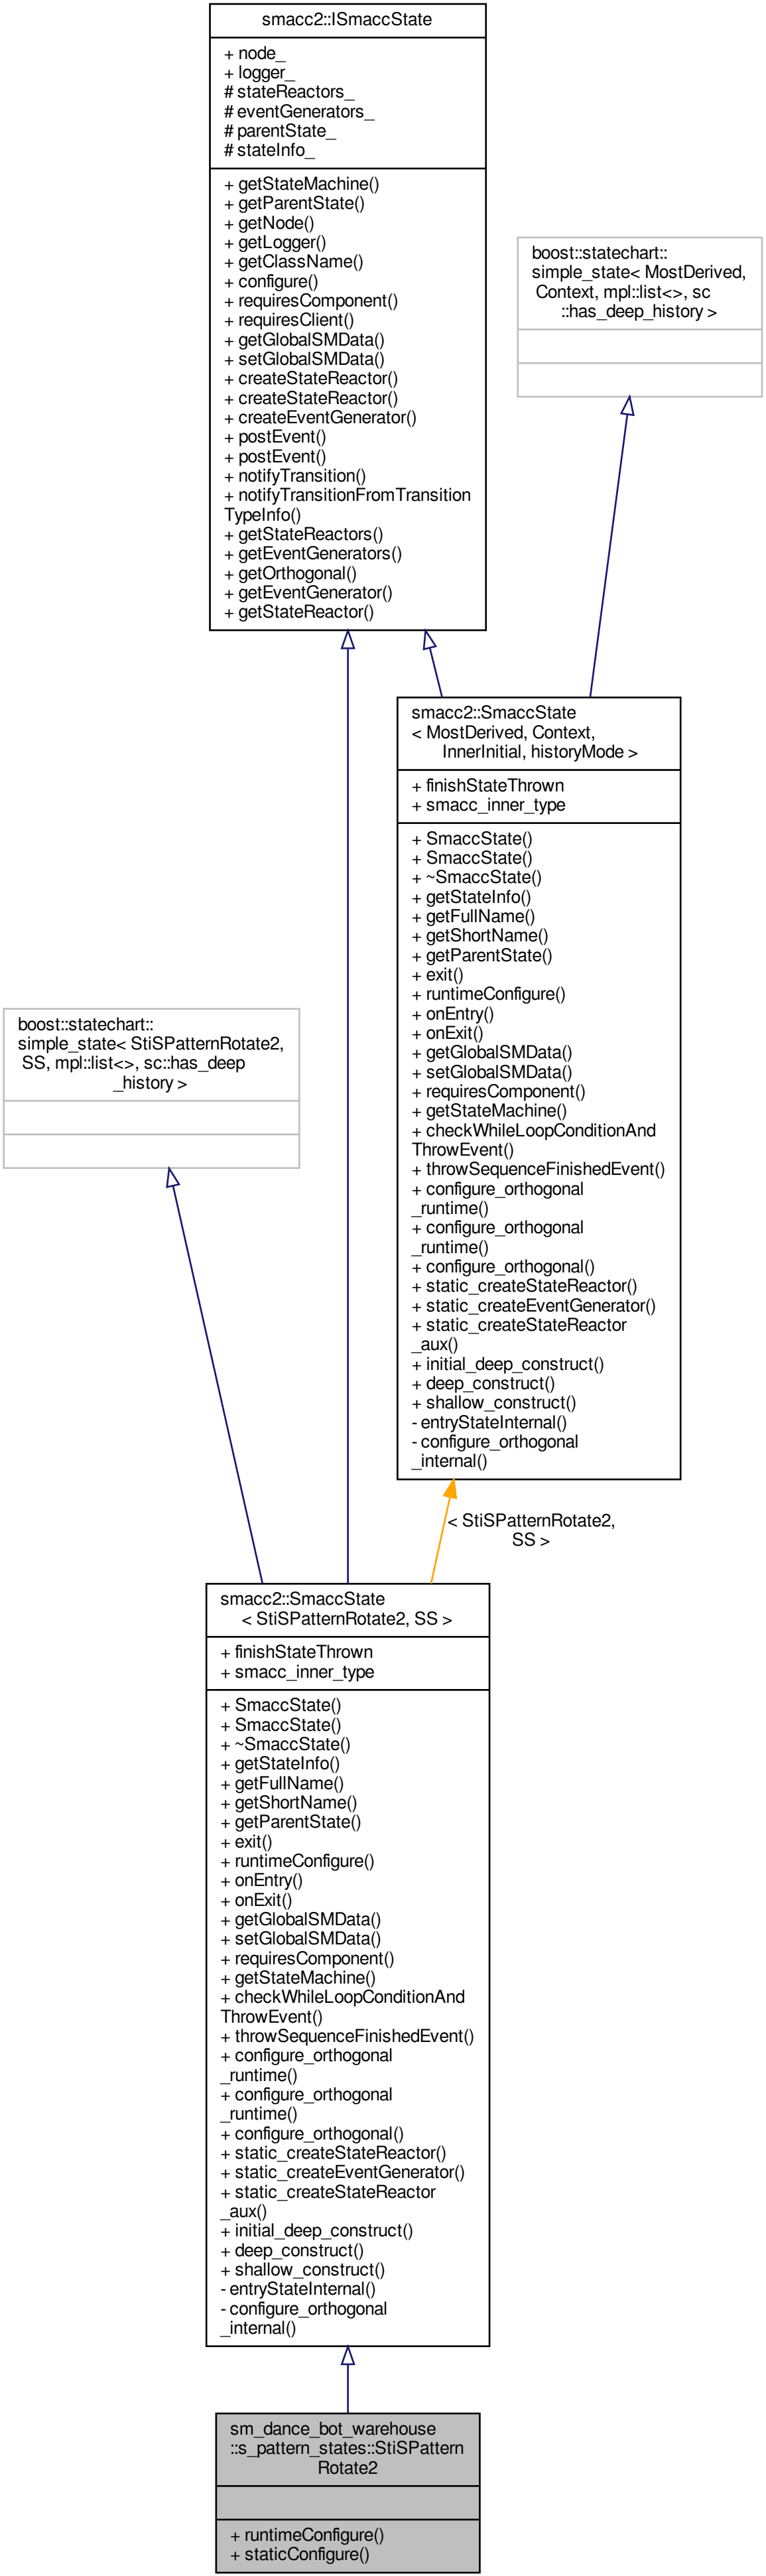 smacc2::ISmaccState
+ node_
+ logger_
# stateReactors_
# eventGenerators_
# parentState_
# stateInfo_
+ getStateMachine()
+ getParentState()
+ getNode()
+ getLogger()
+ getClassName()
+ configure()
+ requiresComponent()
+ requiresClient()
+ getGlobalSMData()
+ setGlobalSMData()
+ createStateReactor()
+ createStateReactor()
+ createEventGenerator()
+ postEvent()
+ postEvent()
+ notifyTransition()
+ notifyTransitionFromTransition
TypeInfo()
+ getStateReactors()
+ getEventGenerators()
+ getOrthogonal()
+ getEventGenerator()
+ getStateReactor()
boost::statechart::
simple_state< MostDerived,
Context, mpl::list<>, sc
::has_deep_history >
smacc2::SmaccState
< MostDerived, Context,
InnerInitial, historyMode >
+ finishStateThrown
+ smacc_inner_type
+ SmaccState()
+ SmaccState()
+ ~SmaccState()
+ getStateInfo()
+ getFullName()
+ getShortName()
+ getParentState()
+ exit()
+ runtimeConfigure()
+ onEntry()
+ onExit()
+ getGlobalSMData()
+ setGlobalSMData()
+ requiresComponent()
+ getStateMachine()
+ checkWhileLoopConditionAnd
ThrowEvent()
+ throwSequenceFinishedEvent()
+ configure_orthogonal
_runtime()
+ configure_orthogonal
_runtime()
+ configure_orthogonal()
+ static_createStateReactor()
+ static_createEventGenerator()
+ static_createStateReactor
_aux()
+ initial_deep_construct()
+ deep_construct()
+ shallow_construct()
- entryStateInternal()
- configure_orthogonal
_internal()
boost::statechart::
simple_state< StiSPatternRotate2,
SS, mpl::list<>, sc::has_deep
_history >
< StiSPatternRotate2,
SS >
smacc2::SmaccState
< StiSPatternRotate2, SS >
+ finishStateThrown
+ smacc_inner_type
+ SmaccState()
+ SmaccState()
+ ~SmaccState()
+ getStateInfo()
+ getFullName()
+ getShortName()
+ getParentState()
+ exit()
+ runtimeConfigure()
+ onEntry()
+ onExit()
+ getGlobalSMData()
+ setGlobalSMData()
+ requiresComponent()
+ getStateMachine()
+ checkWhileLoopConditionAnd
ThrowEvent()
+ throwSequenceFinishedEvent()
+ configure_orthogonal
_runtime()
+ configure_orthogonal
_runtime()
+ configure_orthogonal()
+ static_createStateReactor()
+ static_createEventGenerator()
+ static_createStateReactor
_aux()
+ initial_deep_construct()
+ deep_construct()
+ shallow_construct()
- entryStateInternal()
- configure_orthogonal
_internal()
sm_dance_bot_warehouse
::s_pattern_states::StiSPattern
Rotate2
+ runtimeConfigure()
+ staticConfigure()